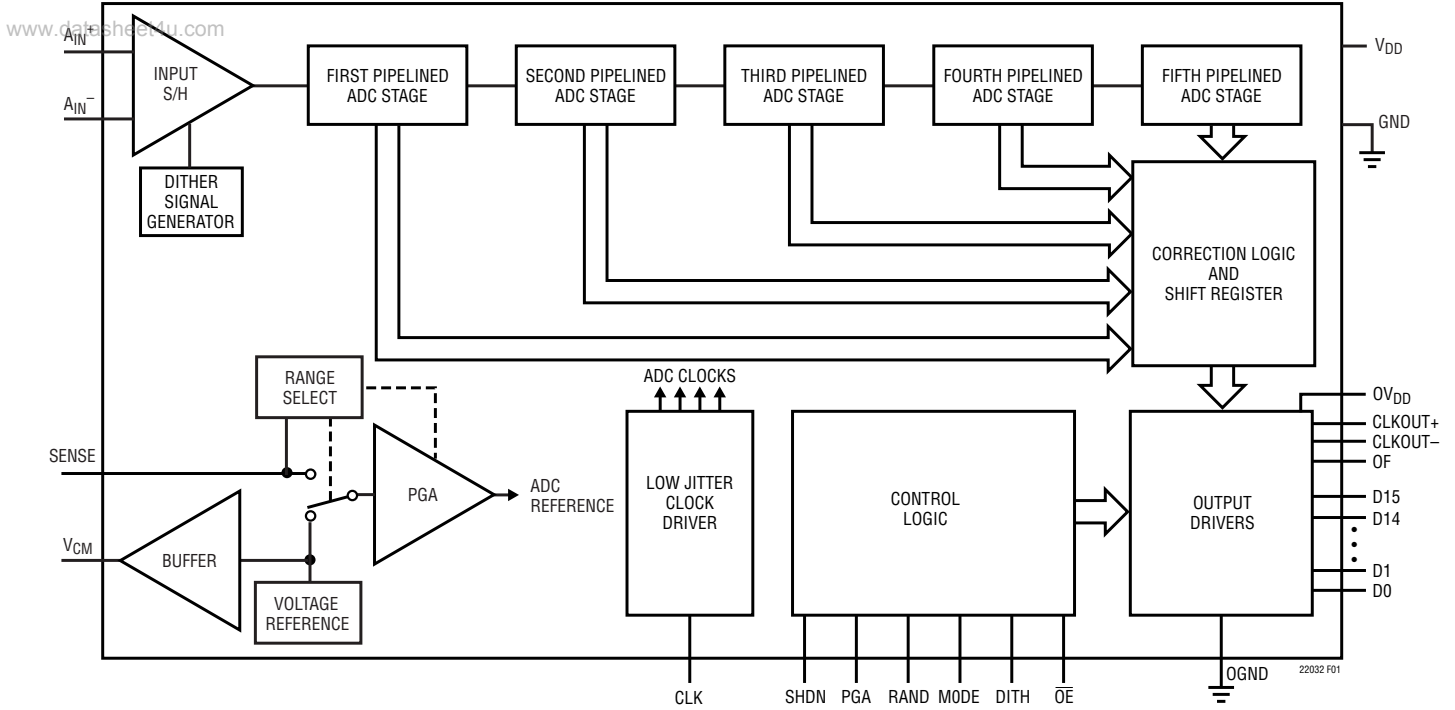 www.datasheet4u.com
AIN+
AIN−
INPUT
S/H
DITHER
SIGNAL
GENERATOR
FIRST PIPELINED
ADC STAGE
SECOND PIPELINED
ADC STAGE
THIRD PIPELINED
ADC STAGE
FOURTH PIPELINED
ADC STAGE
FIFTH PIPELINED
ADC STAGE
VDD
GND
CORRECTION LOGIC
AND
SHIFT REGISTER
RANGE
SELECT
SENSE
PGA
ADC
REFERENCE
VCM
BUFFER
VOLTAGE
REFERENCE
ADC CLOCKS
LOW JITTER
CLOCK
DRIVER
CONTROL
LOGIC
OUTPUT
DRIVERS
OVDD
CLKOUT+
CLKOUT–
OF
D15
D14
D1
D0
CLK
SHDN PGA RAND MODE DITH OE
OGND
22032 F01